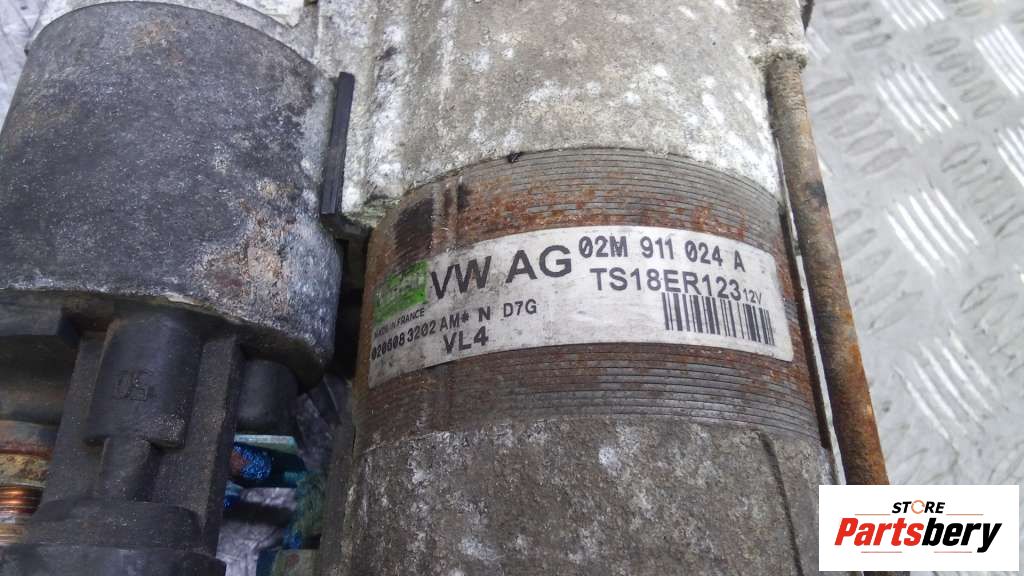 VW AG 02M 911 024 A
TS18ER123 12V
MADE IN FRANCE
0206083202 AM* N D7G
VL4
STORE
Partsbery